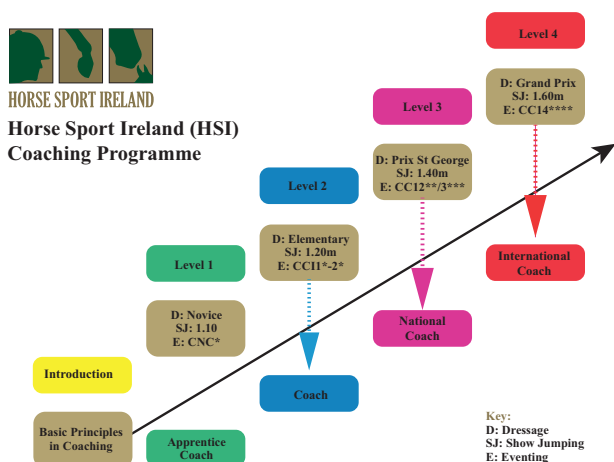 HORSE SPORT IRELAND
Horse Sport Ireland (HSI)
Coaching Programme
Level 4
D: Grand Prix
SJ: 1.60m
E: CC14****
International
Coach
Level 3
D: Prix St George
SJ: 1.40m
E: CC12**/3***
National
Coach
Level 2
D: Elementary
SJ: 1.20m
E: CCI1*-2*
Coach
Level 1
D: Novice
SJ: 1.10
E: CNC*
Apprentice
Coach
Introduction
Basic Principles
in Coaching
Key:
D: Dressage
SJ: Show Jumping
E: Eventing